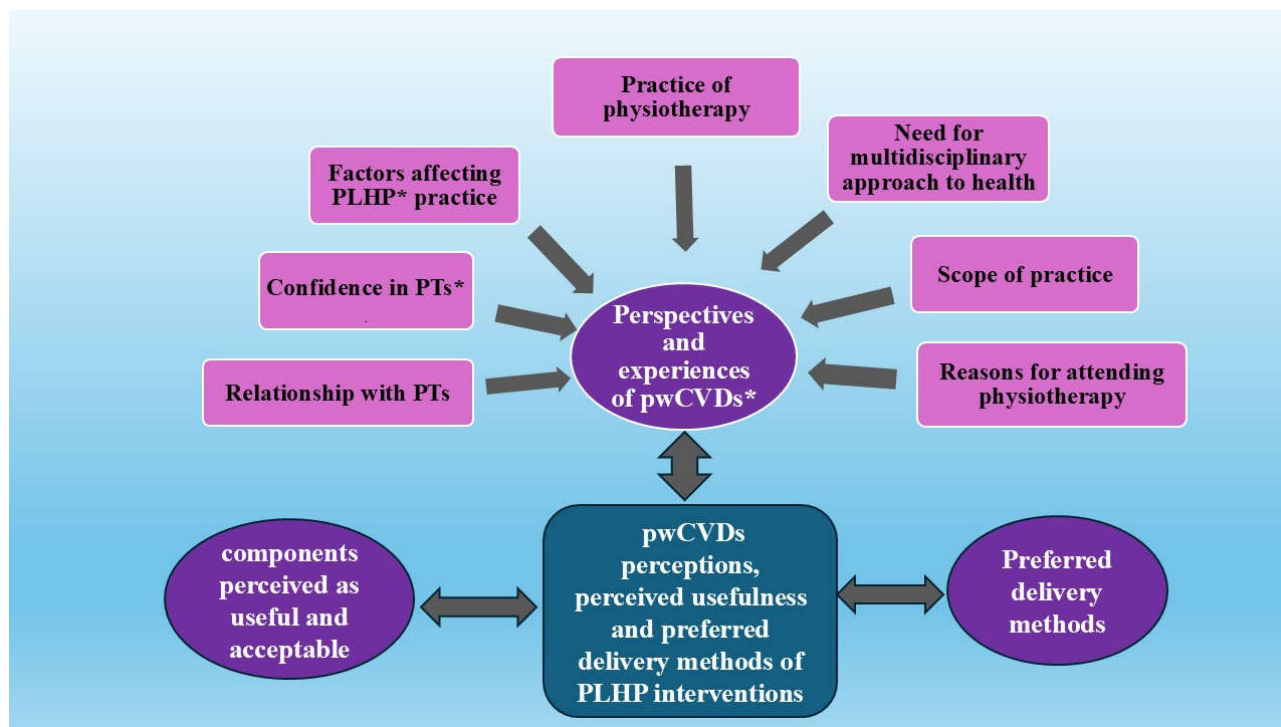 Practice of
physiotherapy
Need for
multidisciplinary
approach to health
Factors affecting
PLHP* practice
Scope of practice
Confidence in PTs*
.
Perspectives
and
experiences
of pwCVDs*
Reasons for attending
physiotherapy
Relationship with PTs
components
perceived as
useful and
acceptable
pwCVDs
perceptions,
perceived usefulness
and preferred
delivery methods of
PLHP interventions
Preferred
delivery
methods